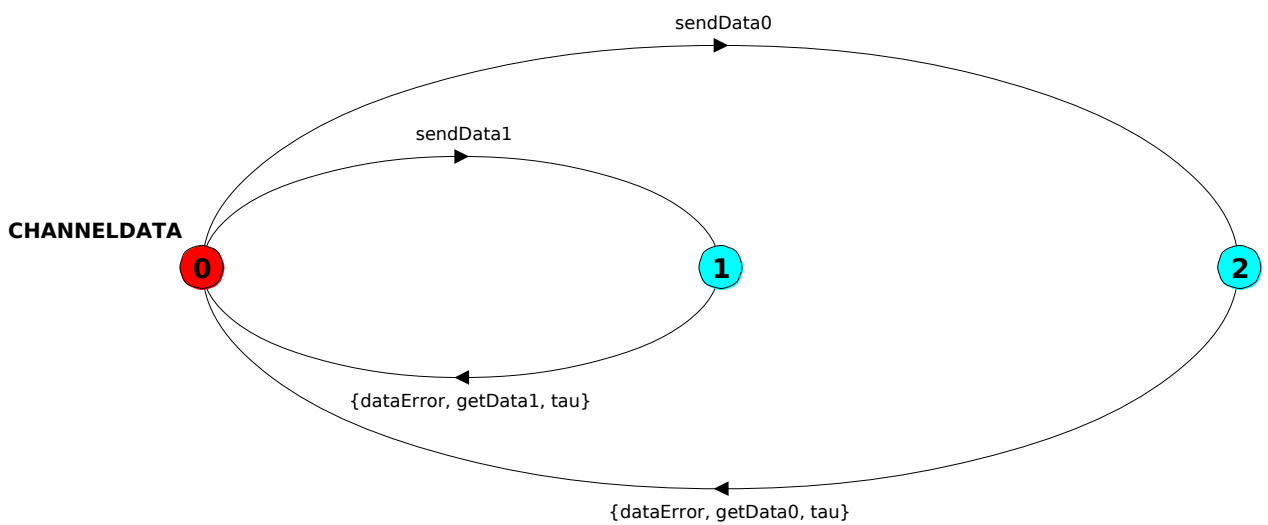 sendData0
sendData1
CHANNELDATA
0
1
2
{dataError, getData1, tau}
{dataError, getData0, tau}